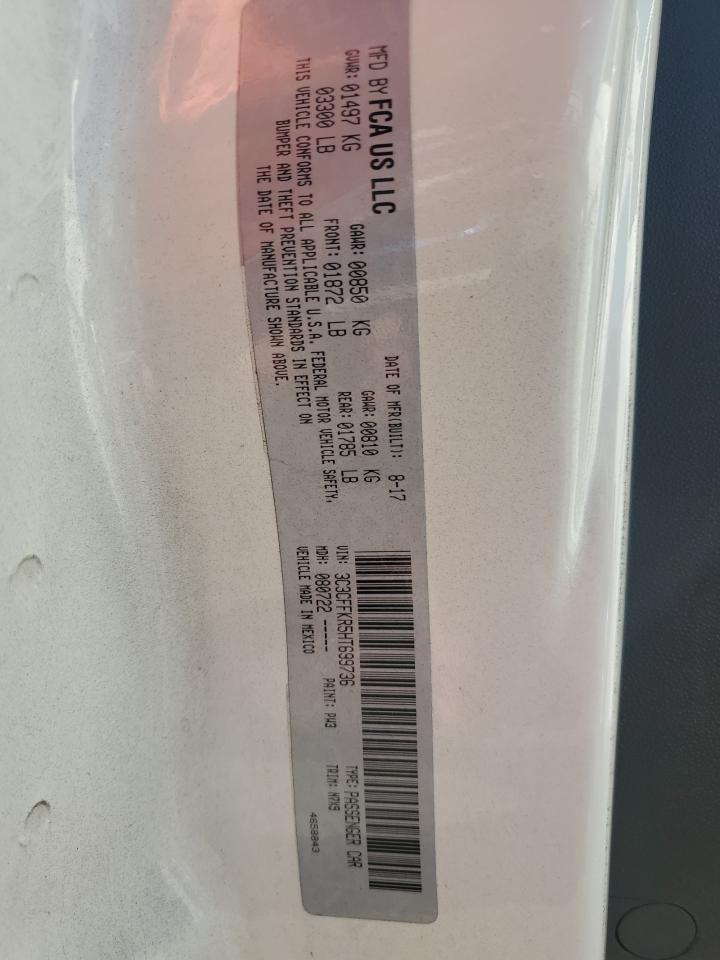 MFD BY FCA US LLC
DATE OF MFR(BUILT): 8-17
GVWR: 01497 KG GAWR: 00850 KG GAWR: 00810 KG
03300 LB FRONT: 01872 LB REAR: 01785 LB
THIS VEHICLE CONFORMS TO ALL APPLICABLE U.S.A. FEDERAL MOTOR VEHICLE SAFETY,
BUMPER AND THEFT PREVENTION STANDARDS IN EFFECT ON
THE DATE OF MANUFACTURE SHOWN ABOVE.
VIN: 3C3CFFKR5HT699736 TYPE: PASSENGER CAR
MDH: 080722 ----- PAINT: PW3 TRIM: M7X9
VEHICLE MADE IN MEXICO 4658843